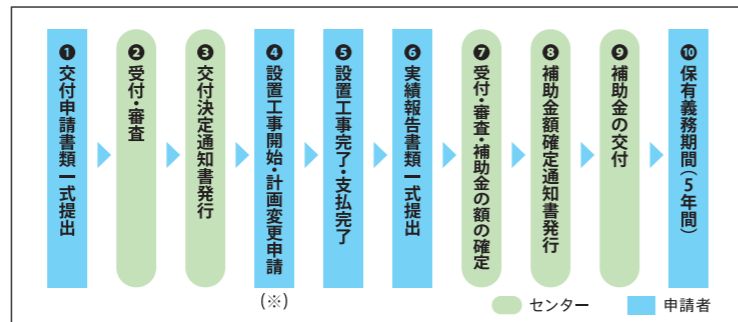 ❶交付申請書類一式提出
❷受付・審査
❸交付決定通知書発行
❹設置工事開始・計画変更申請
(※)
❺設置工事完了・支払完了
❻実績報告書類一式提出
❼受付・審査・補助金の額の確定
❽補助金額確定通知書発行
❾補助金の交付
❿保有義務期間(5年間)
センター
申請者